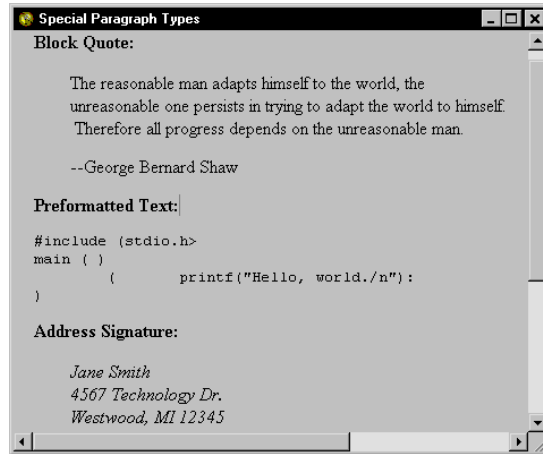 Special Paragraph Types
Block Quote:
The reasonable man adapts himself to the world, the
unreasonable one persists in trying to adapt the world to himself.
Therefore all progress depends on the unreasonable man.
--George Bernard Shaw
Preformatted Text:
#include (stdio.h>
main ( )
        (       printf("Hello, world./n"):
)
Address Signature:
Jane Smith
4567 Technology Dr.
Westwood, MI 12345